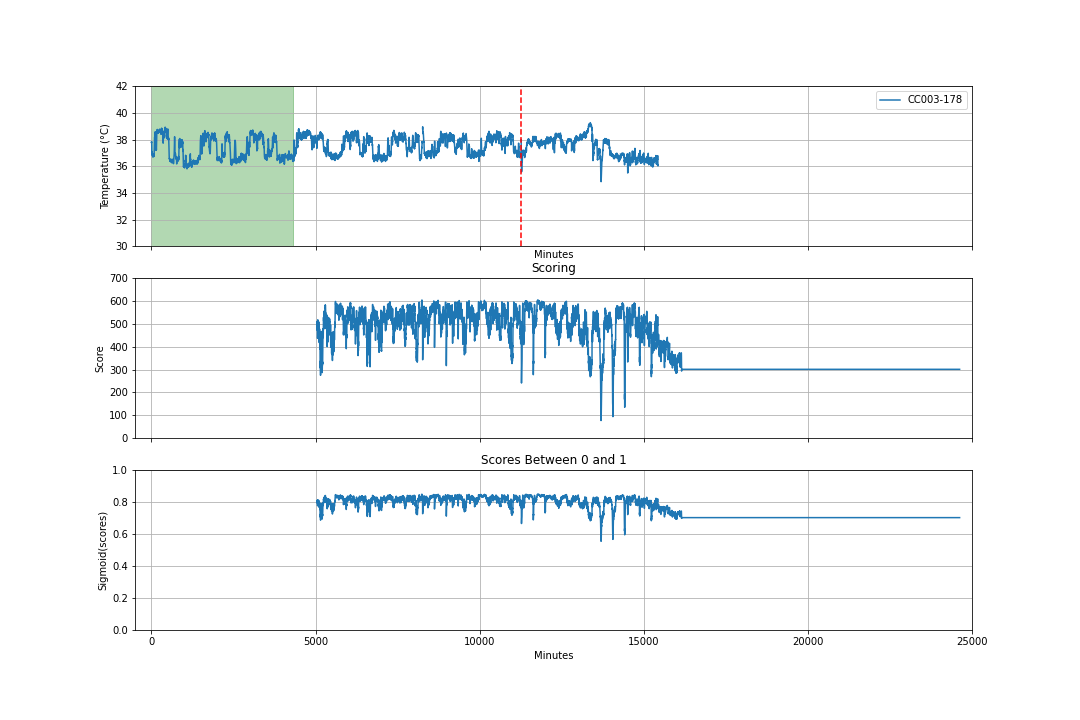 42
40
38
36
34
32
30
Temperature (°C)
CC003-178
Minutes
Scoring
700
600
500
400
300
200
100
0
Score
Scores Between 0 and 1
1.0
0.8
0.6
0.4
0.2
0.0
Sigmoid(scores)
0 5000 10000 15000 20000 25000
Minutes